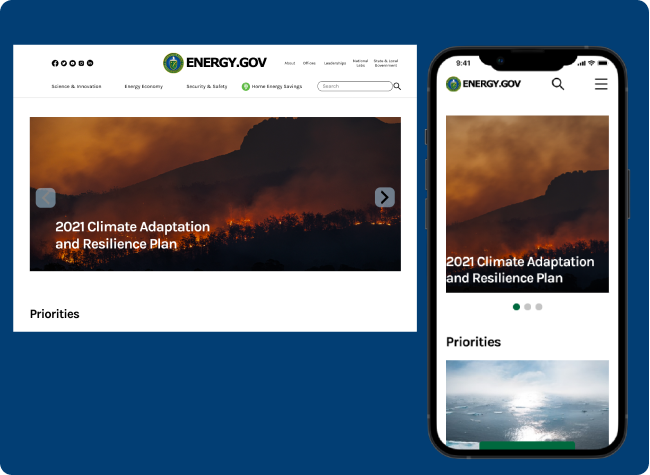 ENERGY.GOV
About
Offices
Leaderships
National
Labs
State & Local
Government
Science & Innovation
Energy Economy
Security & Safety
Home Energy Savings
Search
2021 Climate Adaptation
and Resilience Plan
Priorities
9:41
ENERGY.GOV
2021 Climate Adaptation
and Resilience Plan
Priorities